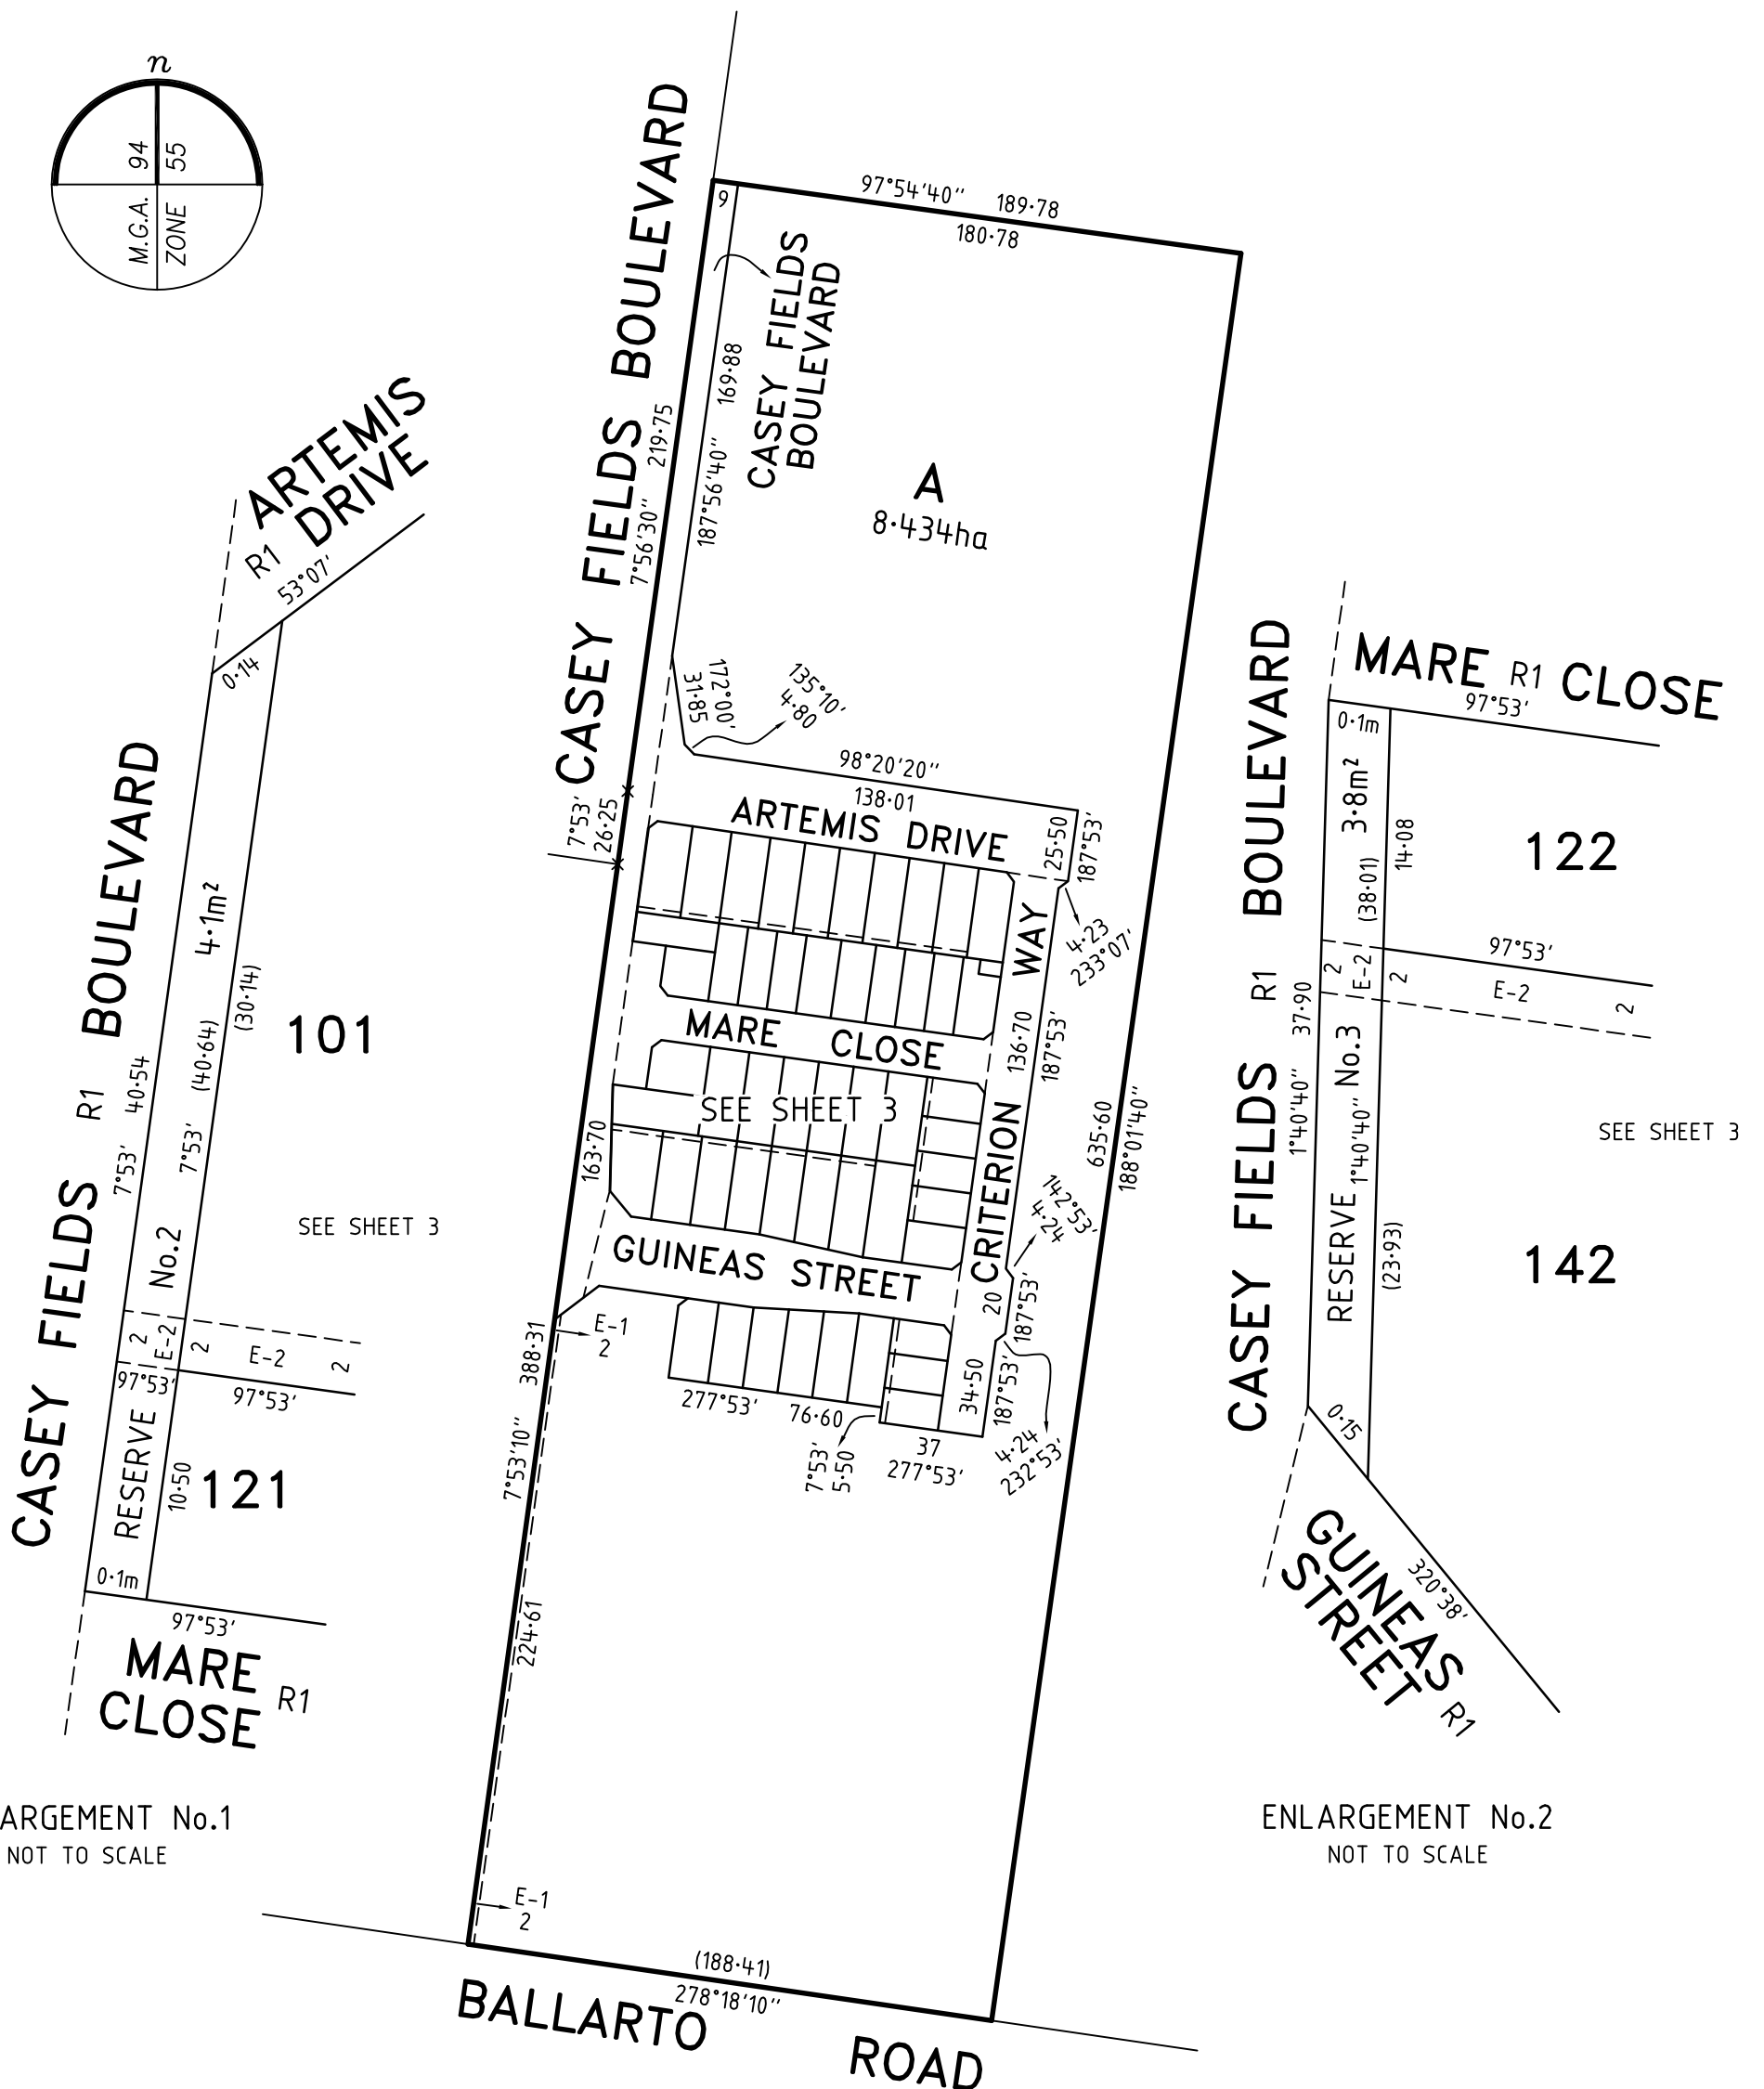 n
M.G.A. 94
ZONE 55
CASEY FIELDS BOULEVARD
97°54'40" 189·78
180·78
9
CASEY FIELDS
BOULEVARD
169·88
187°56'40"
219·75
7°56'30"
A
8·434ha
172°00'
31·85
135°10'
4·80
98°20'20"
138·01
7°53'
26·25
ARTEMIS DRIVE
25·50
187°53'
4·23
233°07'
WAY
CRITERION
136·70
187°53'
MARE CLOSE
SEE SHEET 3
163·70
635·60
188°01'40"
142°53'
4·24
GUINEAS STREET
20
187°53'
E-1
2
388·31
7°53'10"
277°53'
76·60
34·50
187°53'
7°53'
5·50
37
277°53'
4·24
232°53'
224·61
E-1
2
(188·41)
278°18'10"
BALLARTO ROAD
ARTEMIS
DRIVE
R1
53°07'
0·14
CASEY FIELDS R1 BOULEVARD
4·1m²
(30·14)
101
40·54
7°53'
(40·64)
7°53'
SEE SHEET 3
RESERVE No.2
2
E-2
2
E-2
2
97°53'
97°53'
10·50
121
0·1m
97°53'
MARE
CLOSE
R1
ARGEMENT No.1
NOT TO SCALE
MARE R1 CLOSE
97°53'
0·1m
CASEY FIELDS R1 BOULEVARD
3·8m²
(38·01)
14·08
122
97°53'
2
E-2
2
E-2
2
37·90
1°40'40"
RESERVE No.3
1°40'40"
SEE SHEET 3
(23·93)
142
0·15
GUINEAS
STREET
R1
320°38'
ENLARGEMENT No.2
NOT TO SCALE